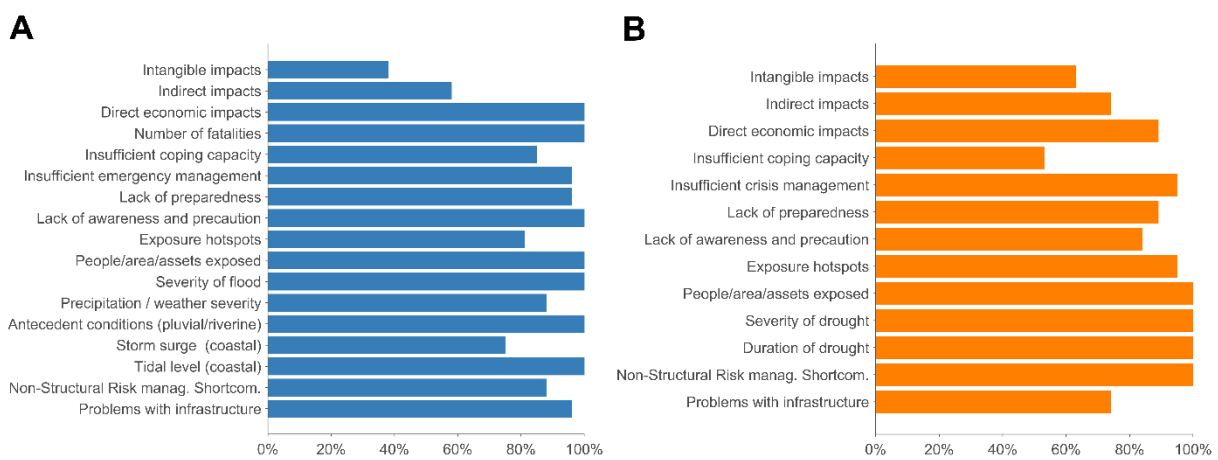 A
Intangible impacts
Indirect impacts
Direct economic impacts
Number of fatalities
Insufficient coping capacity
Insufficient emergency management
Lack of preparedness
Lack of awareness and precaution
Exposure hotspots
People/area/assets exposed
Severity of flood
Precipitation / weather severity
Antecedent conditions (pluvial/riverine)
Storm surge  (coastal)
Tidal level (coastal)
Non-Structural Risk manag. Shortcom.
Problems with infrastructure
0% 20% 40% 60% 80% 100%
B
Intangible impacts
Indirect impacts
Direct economic impacts
Insufficient coping capacity
Insufficient crisis management
Lack of preparedness
Lack of awareness and precaution
Exposure hotspots
People/area/assets exposed
Severity of drought
Duration of drought
Non-Structural Risk manag. Shortcom.
Problems with infrastructure
0% 20% 40% 60% 80% 100%